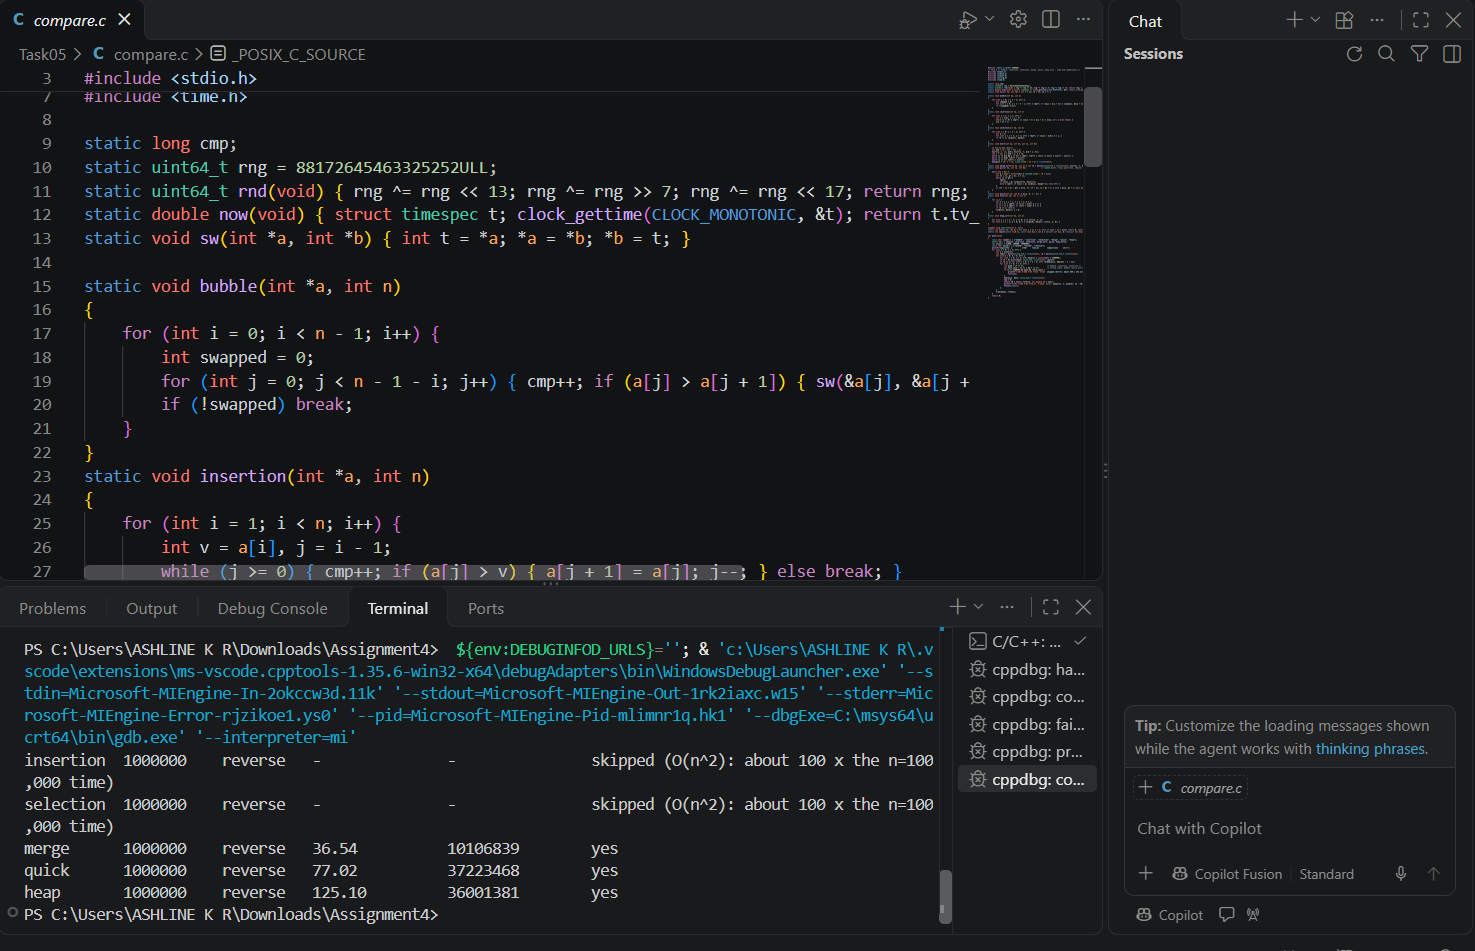 C compare.c
Task05 > C compare.c > _POSIX_C_SOURCE
3 #include <stdio.h>
7 #include <time.h>
8
9 static long cmp;
10 static uint64_t rng = 88172645463325252ULL;
11 static uint64_t rnd(void) { rng ^= rng << 13; rng ^= rng >> 7; rng ^= rng << 17; return rng;
12 static double now(void) { struct timespec t; clock_gettime(CLOCK_MONOTONIC, &t); return t.tv_
13 static void sw(int *a, int *b) { int t = *a; *a = *b; *b = t; }
14
15 static void bubble(int *a, int n)
16 {
17 for (int i = 0; i < n - 1; i++) {
18 int swapped = 0;
19 for (int j = 0; j < n - 1 - i; j++) { cmp++; if (a[j] > a[j + 1]) { sw(&a[j], &a[j +
20 if (!swapped) break;
21 }
22 }
23 static void insertion(int *a, int n)
24 {
25 for (int i = 1; i < n; i++) {
26 int v = a[i], j = i - 1;
27 while (j >= 0) { cmp++; if (a[j] > v) { a[j + 1] = a[j]; j--; } else break; }
Problems Output Debug Console Terminal Ports
PS C:\Users\ASHLINE K R\Downloads\Assignment4> ${env:DEBUGINFOD_URLS}=''; & 'c:\Users\ASHLINE K R\.v
scode\extensions\ms-vscode.cpptools-1.35.6-win32-x64\debugAdapters\bin\WindowsDebugLauncher.exe' '--s
tdin=Microsoft-MIEngine-In-2okccw3d.11k' '--stdout=Microsoft-MIEngine-Out-1rk2iaxc.w15' '--stderr=Mic
rosoft-MIEngine-Error-rjzikoe1.ys0' '--pid=Microsoft-MIEngine-Pid-mlimnr1q.hk1' '--dbgExe=C:\msys64\u
crt64\bin\gdb.exe' '--interpreter=mi'
insertion 1000000 reverse - - skipped (O(n^2): about 100 x the n=100
,000 time)
selection 1000000 reverse - - skipped (O(n^2): about 100 x the n=100
,000 time)
merge 1000000 reverse 36.54 10106839 yes
quick 1000000 reverse 77.02 37223468 yes
heap 1000000 reverse 125.10 36001381 yes
PS C:\Users\ASHLINE K R\Downloads\Assignment4>
C/C++: ...
cppdbg: ha...
cppdbg: co...
cppdbg: fai...
cppdbg: pr...
cppdbg: co...
Chat
Sessions
Tip: Customize the loading messages shown
while the agent works with thinking phrases.
C compare.c
Chat with Copilot
Copilot Fusion Standard
Copilot